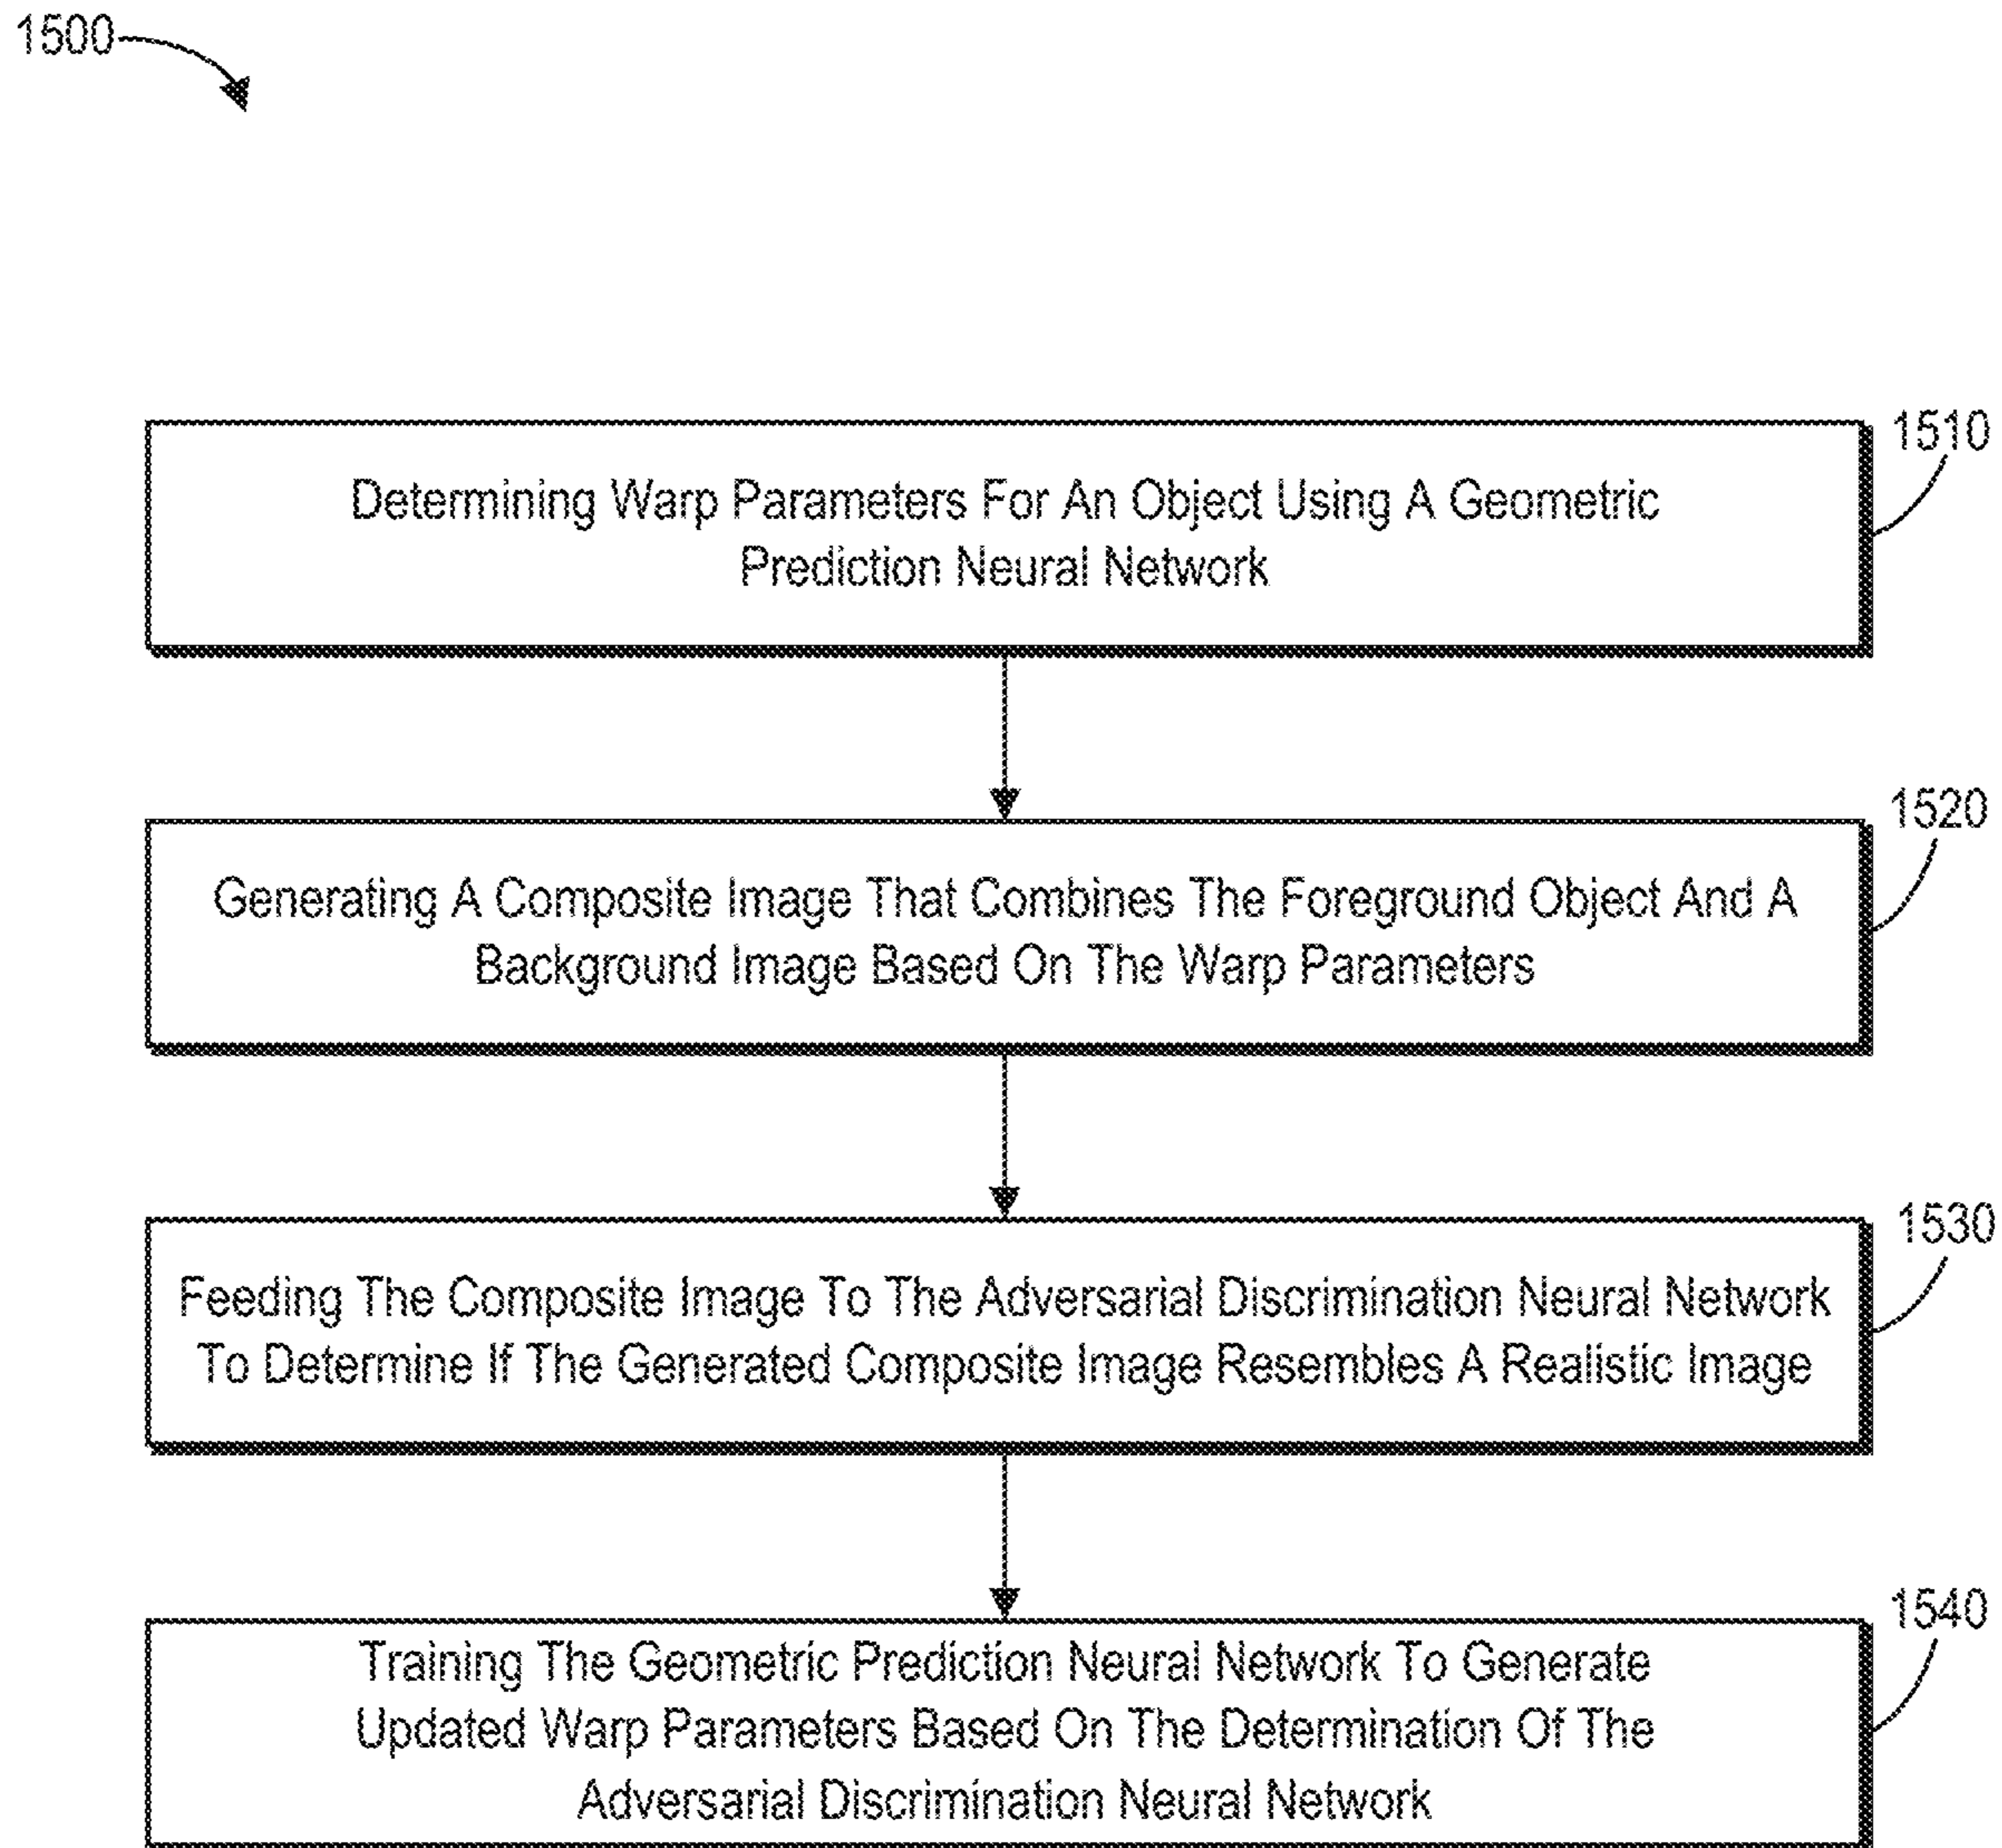 1500
1510
Determining Warp Parameters For An Object Using A Geometric
Prediction Neural Network
1520
Generating A Composite Image That Combines The Foreground Object And A
Background Image Based On The Warp Parameters
1530
Feeding The Composite Image To The Adversarial Discrimination Neural Network
To Determine If The Generated Composite Image Resembles A Realistic Image
1540
Training The Geometric Prediction Neural Network To Generate
Updated Warp Parameters Based On The Determination Of The
Adversarial Discrimination Neural Network